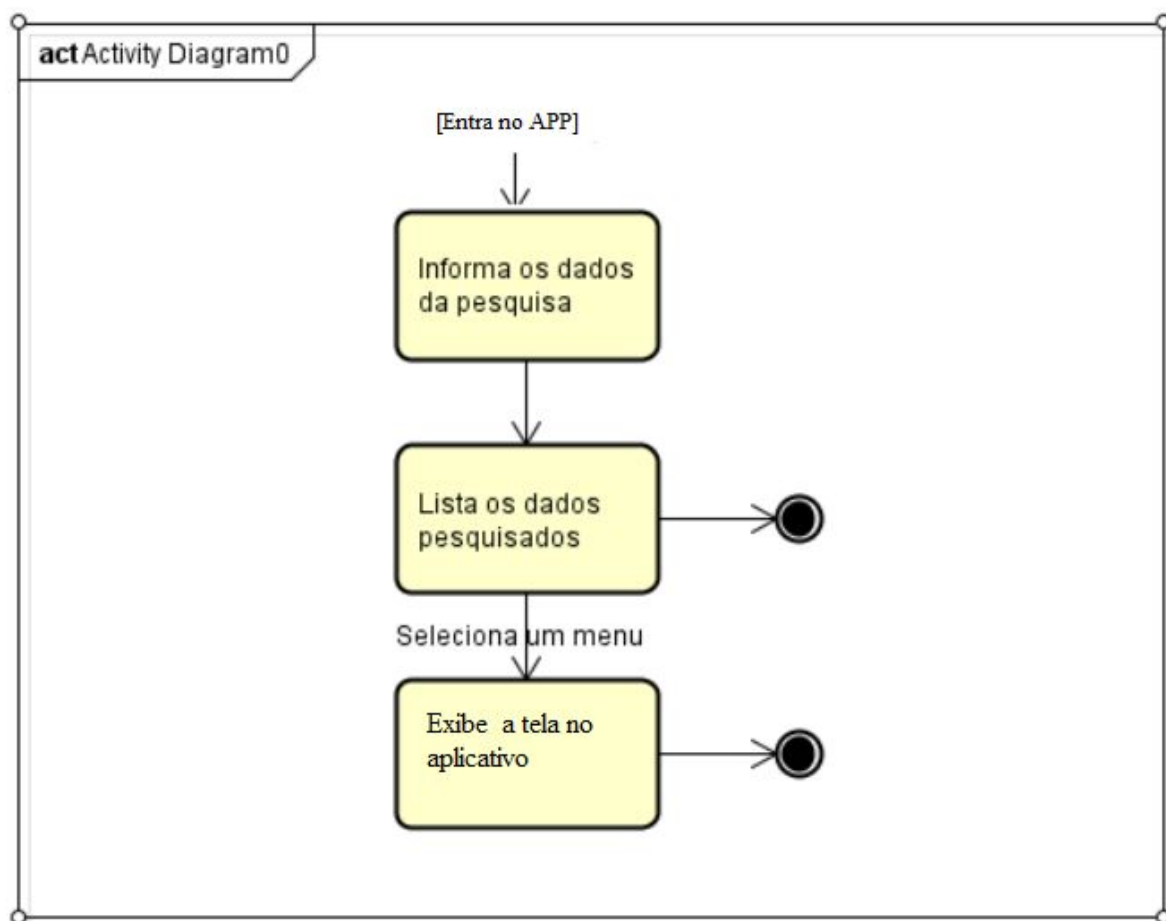 act Activity Diagram0
[Entra no APP]
Informa os dados
da pesquisa
Lista os dados
pesquisados
Seleciona um menu
Exibe a tela no
aplicativo